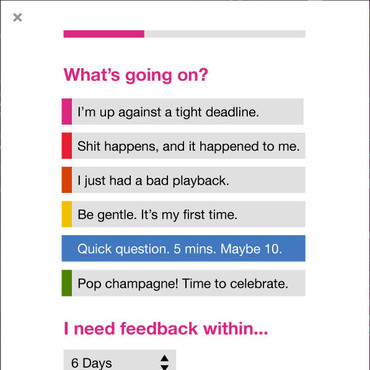 What’s going on?
I’m up against a tight deadline.
Shit happens, and it happened to me.
I just had a bad playback.
Be gentle. It’s my first time.
Quick question. 5 mins. Maybe 10.
Pop champagne! Time to celebrate.
I need feedback within...
6 Days